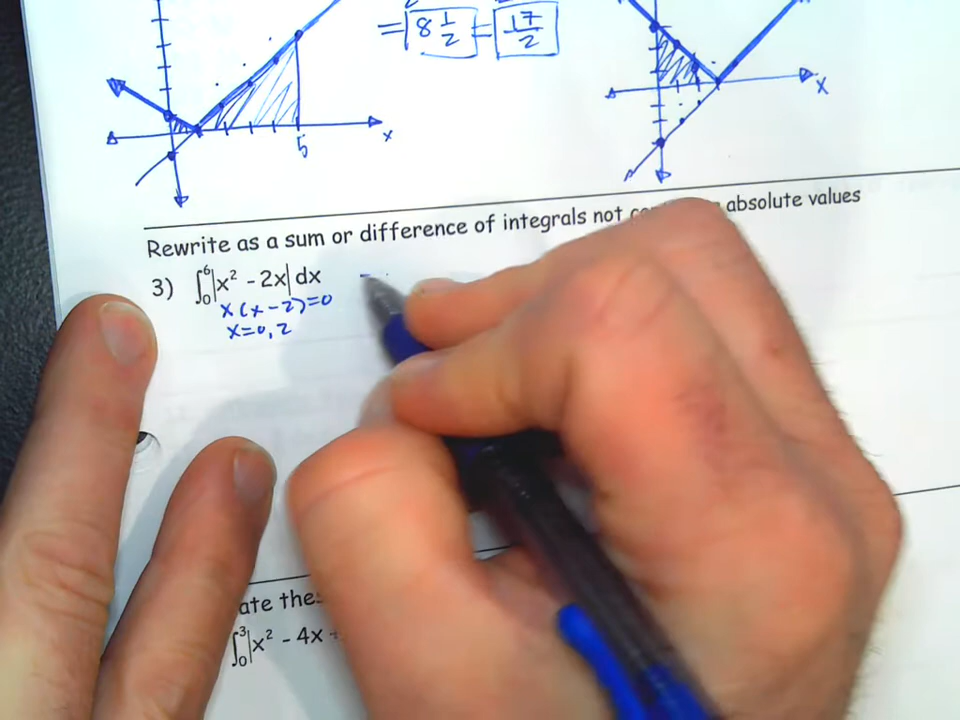 = 8 1/2 = 17/2
x
5
x
Rewrite as a sum or difference of integrals not absolute values
3) ∫₀⁶|x² - 2x| dx
x(x-2)=0
x=0,2
ate
∫₀³|x² - 4x